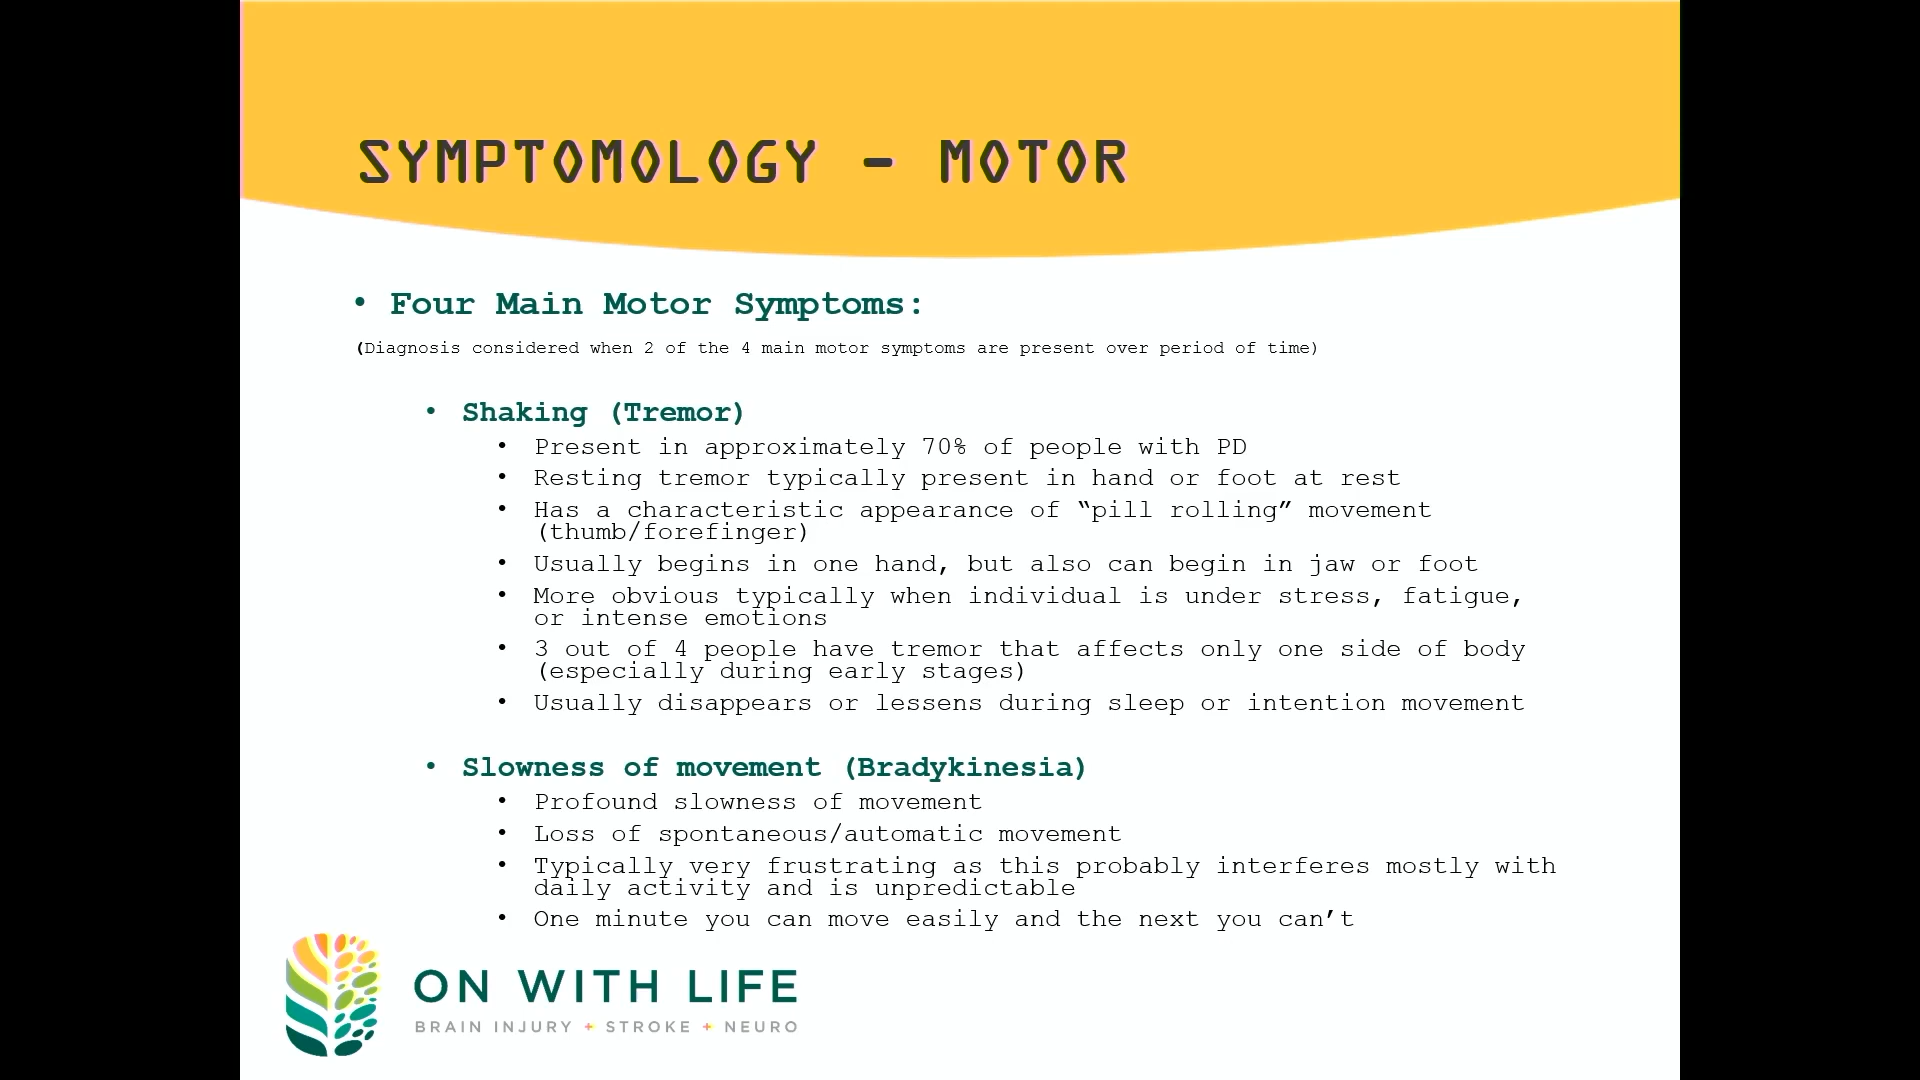 SYMPTOMOLOGY – MOTOR
• Four Main Motor Symptoms:
(Diagnosis considered when 2 of the 4 main motor symptoms are present over period of time)
• Shaking (Tremor)
• Present in approximately 70% of people with PD
• Resting tremor typically present in hand or foot at rest
• Has a characteristic appearance of “pill rolling” movement
(thumb/forefinger)
• Usually begins in one hand, but also can begin in jaw or foot
• More obvious typically when individual is under stress, fatigue,
or intense emotions
• 3 out of 4 people have tremor that affects only one side of body
(especially during early stages)
• Usually disappears or lessens during sleep or intention movement
• Slowness of movement (Bradykinesia)
• Profound slowness of movement
• Loss of spontaneous/automatic movement
• Typically very frustrating as this probably interferes mostly with
daily activity and is unpredictable
• One minute you can move easily and the next you can’t
ON WITH LIFE
BRAIN INJURY + STROKE + NEURO